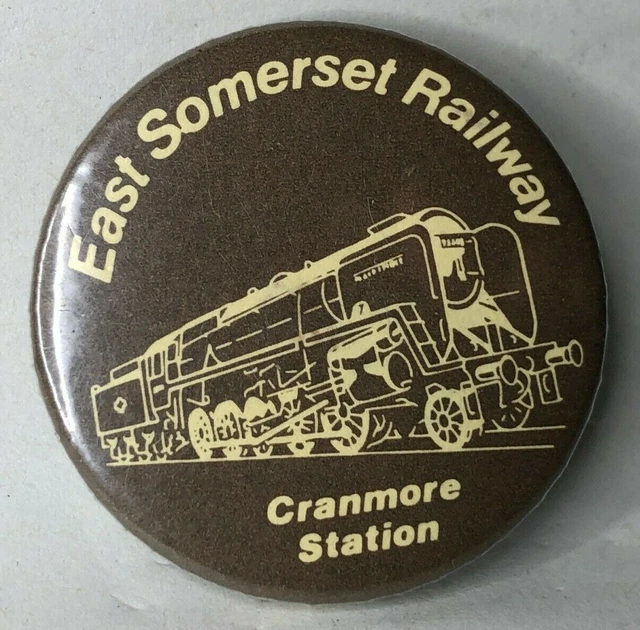 East Somerset Railway
Cranmore
Station